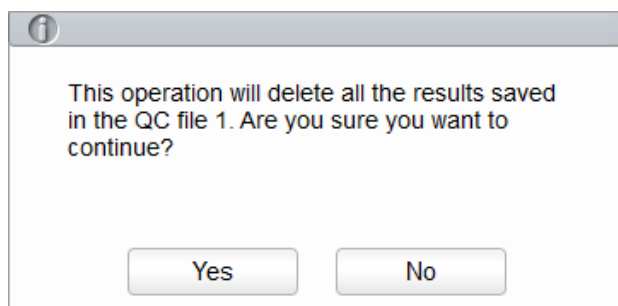 This operation will delete all the results saved
in the QC file 1. Are you sure you want to
continue?
Yes No